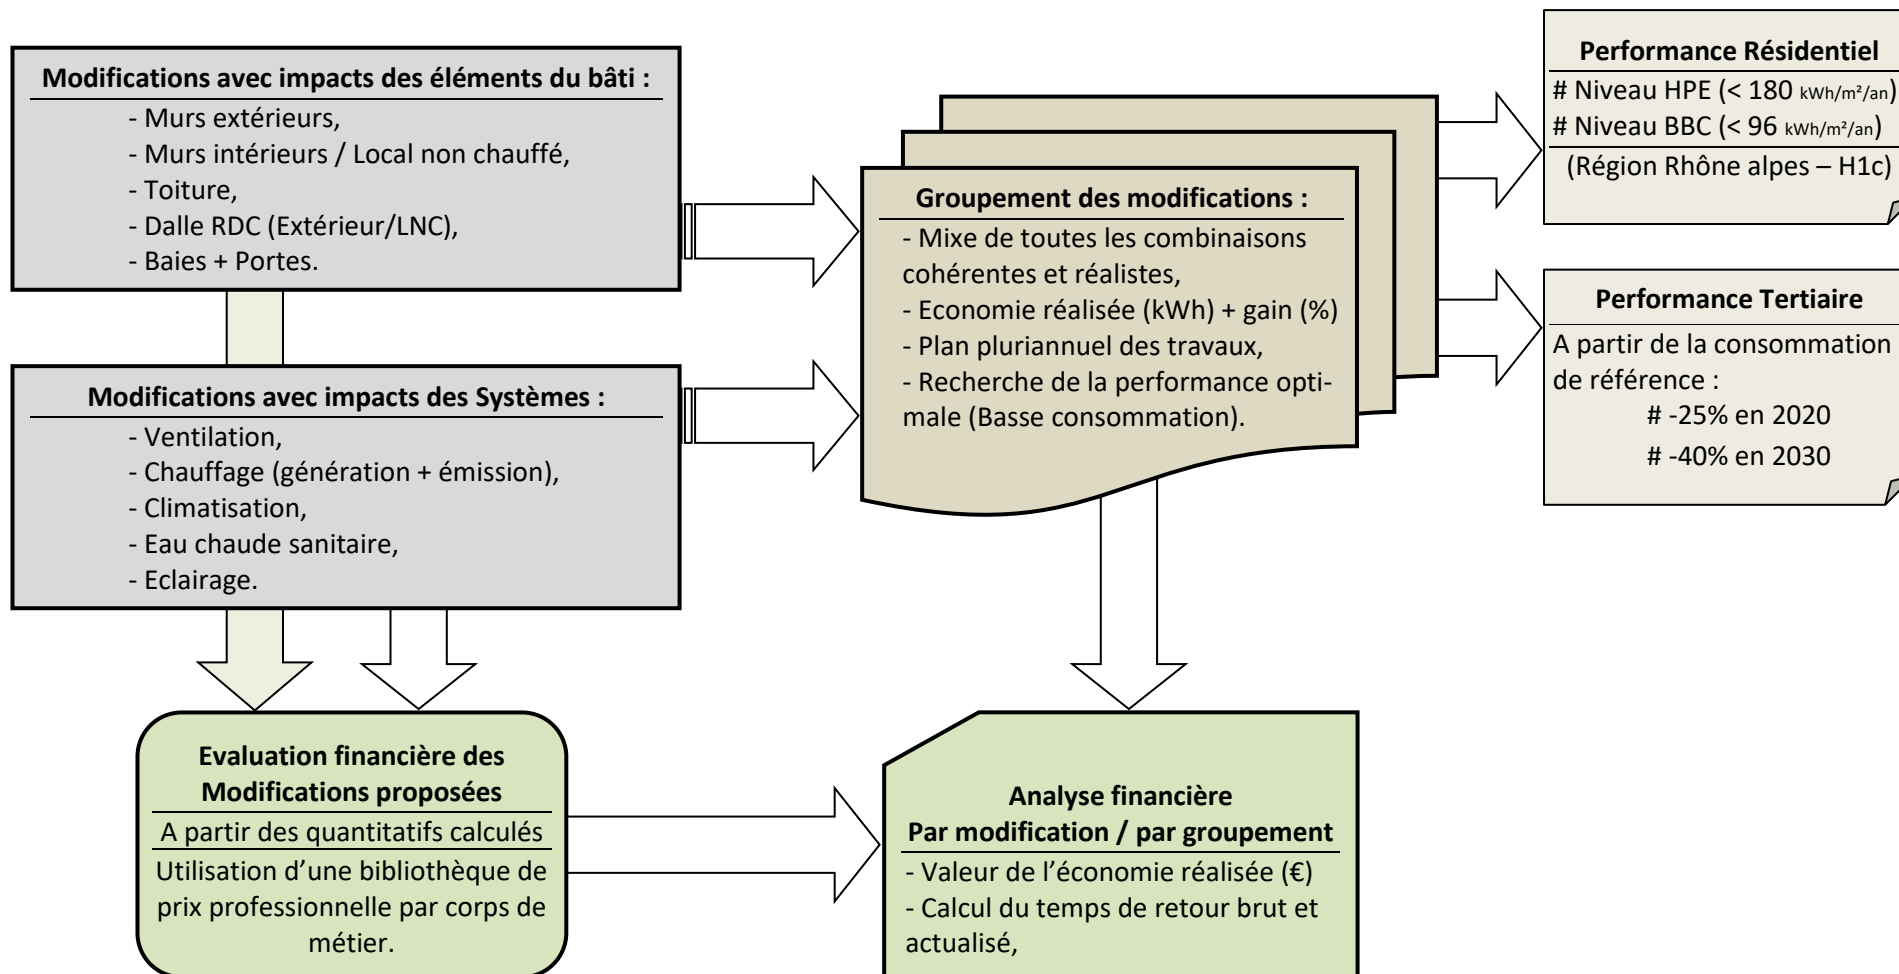 Modifications avec impacts des éléments du bâti :
- Murs extérieurs,
- Murs intérieurs / Local non chauffé,
- Toiture,
- Dalle RDC (Extérieur/LNC),
- Baies + Portes.
Modifications avec impacts des Systèmes :
- Ventilation,
- Chauffage (génération + émission),
- Climatisation,
- Eau chaude sanitaire,
- Eclairage.
Groupement des modifications :
- Mixe de toutes les combinaisons
cohérentes et réalistes,
- Economie réalisée (kWh) + gain (%)
- Plan pluriannuel des travaux,
- Recherche de la performance opti-
male (Basse consommation).
Performance Résidentiel
# Niveau HPE (< 180 kWh/m²/an)
# Niveau BBC (< 96 kWh/m²/an)
(Région Rhône alpes – H1c)
Performance Tertiaire
A partir de la consommation
de référence :
# -25% en 2020
# -40% en 2030
Evaluation financière des
Modifications proposées
A partir des quantitatifs calculés
Utilisation d’une bibliothèque de
prix professionnelle par corps de
métier.
Analyse financière
Par modification / par groupement
- Valeur de l’économie réalisée (€)
- Calcul du temps de retour brut et
actualisé,